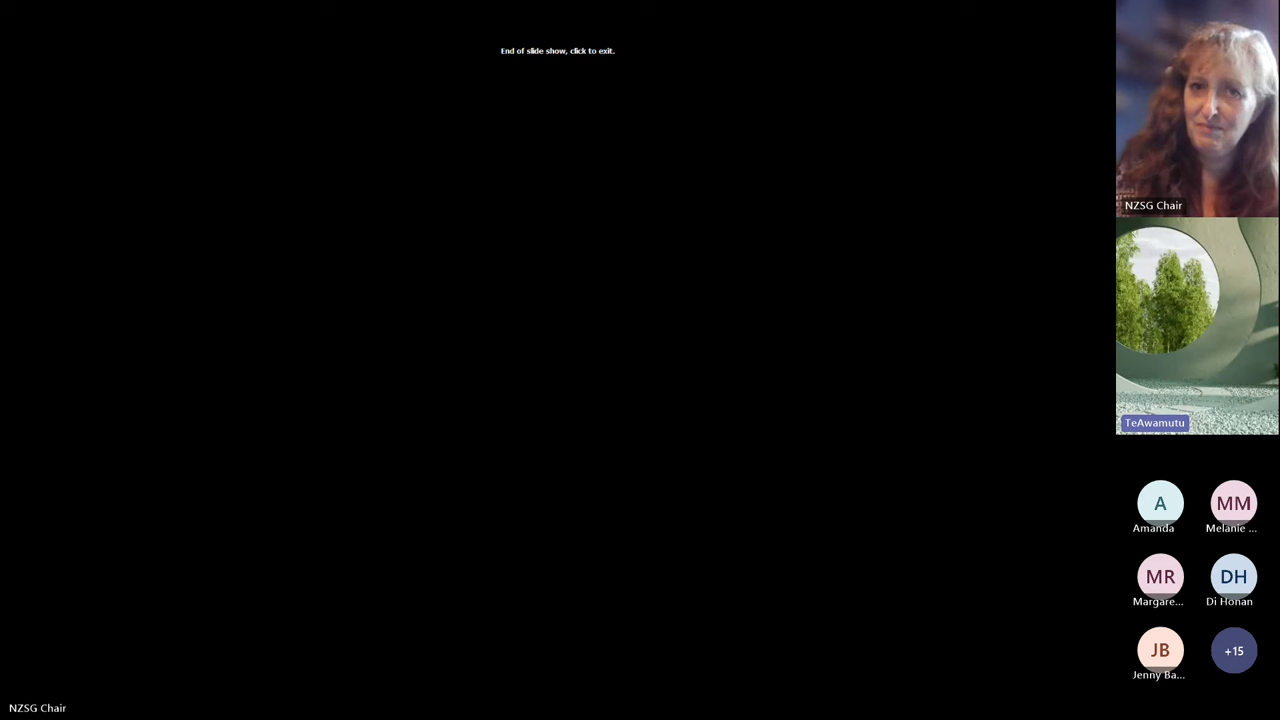 End of slide show, click to exit.
NZSG Chair
TeAwamutu
A
MM
Amanda
Melanie ...
MR
DH
Margare...
Di Honan
JB
+15
Jenny Ba...
NZSG Chair